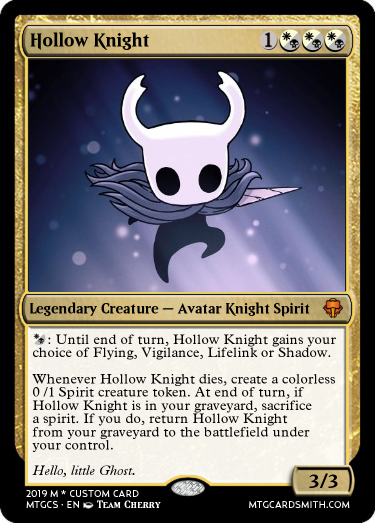 Hollow Knight 1
Legendary Creature — Avatar Knight Spirit
: Until end of turn, Hollow Knight gains your
choice of Flying, Vigilance, Lifelink or Shadow.
Whenever Hollow Knight dies, create a colorless
0 /1 Spirit creature token. At end of turn, if
Hollow Knight is in your graveyard, sacrifice
a spirit. If you do, return Hollow Knight
from your graveyard to the battlefield under
your control.
Hello, little Ghost.
3/3
2019 M * CUSTOM CARD
MTGCS · EN Team Cherry
MTGCARDSMITH.COM